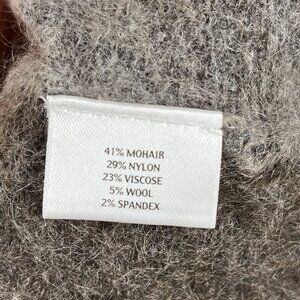 41% MOHAIR
29% NYLON
23% VISCOSE
5% WOOL
2% SPANDEX